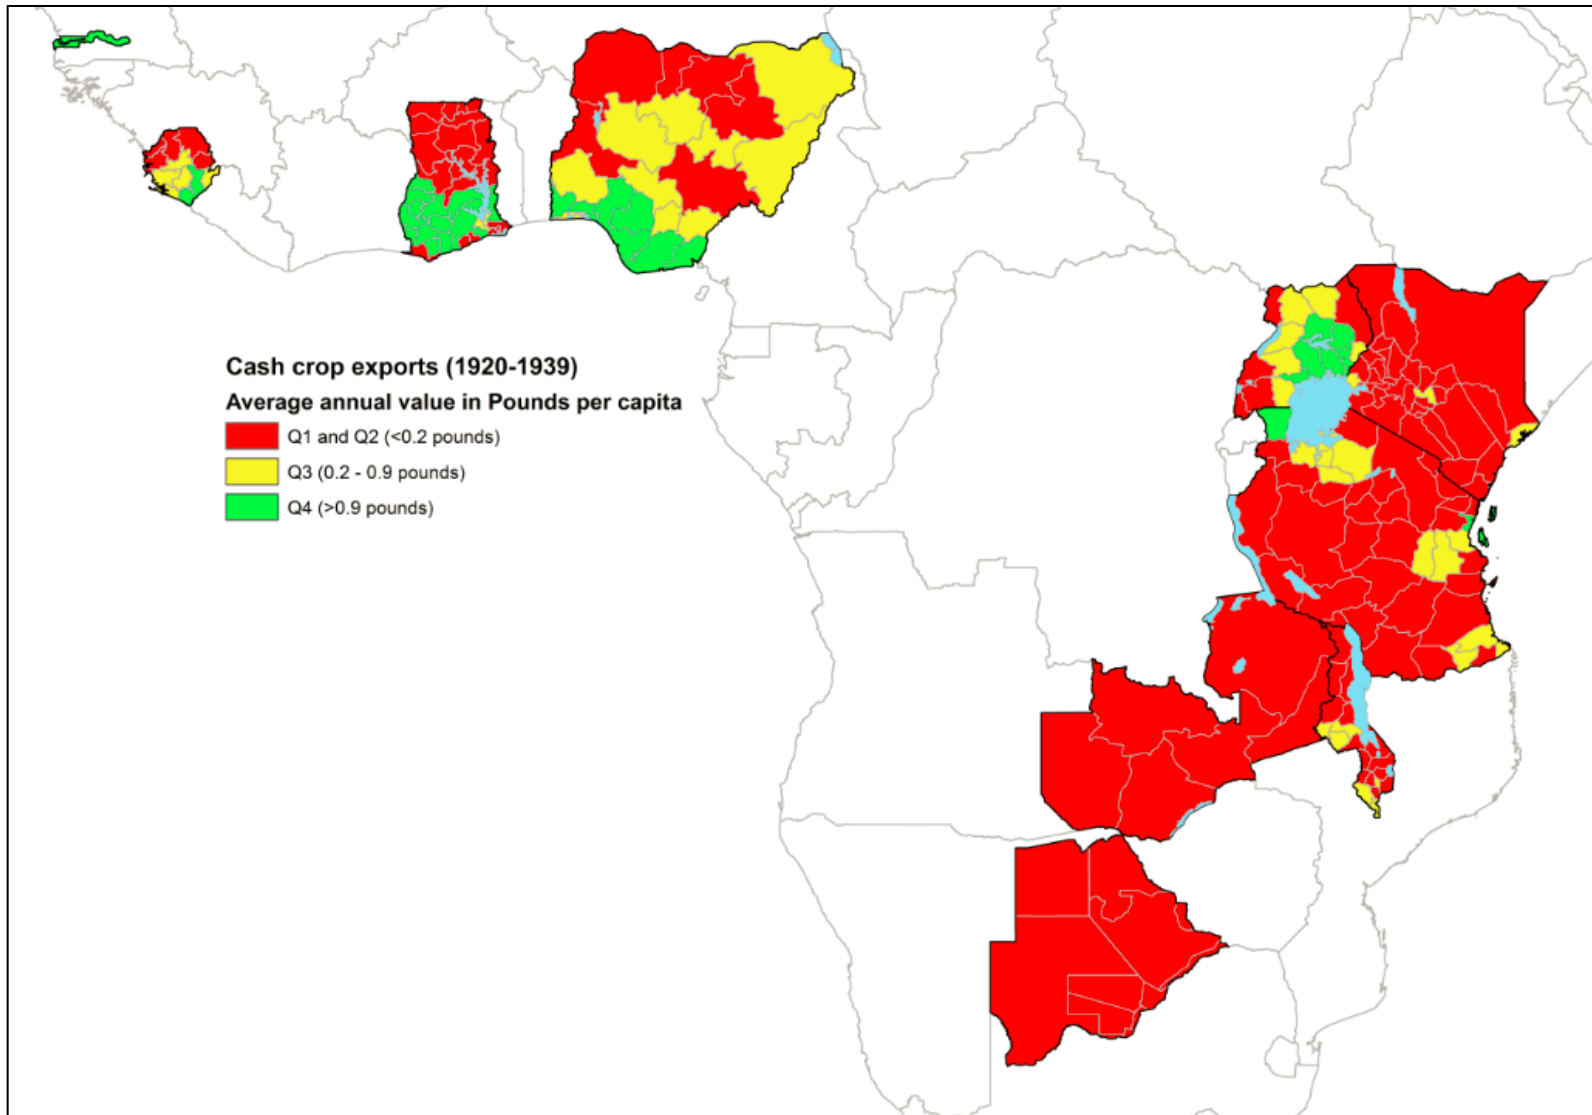 Cash crop exports (1920-1939)
Average annual value in Pounds per capita
Q1 and Q2 (<0.2 pounds)
Q3 (0.2 - 0.9 pounds)
Q4 (>0.9 pounds)